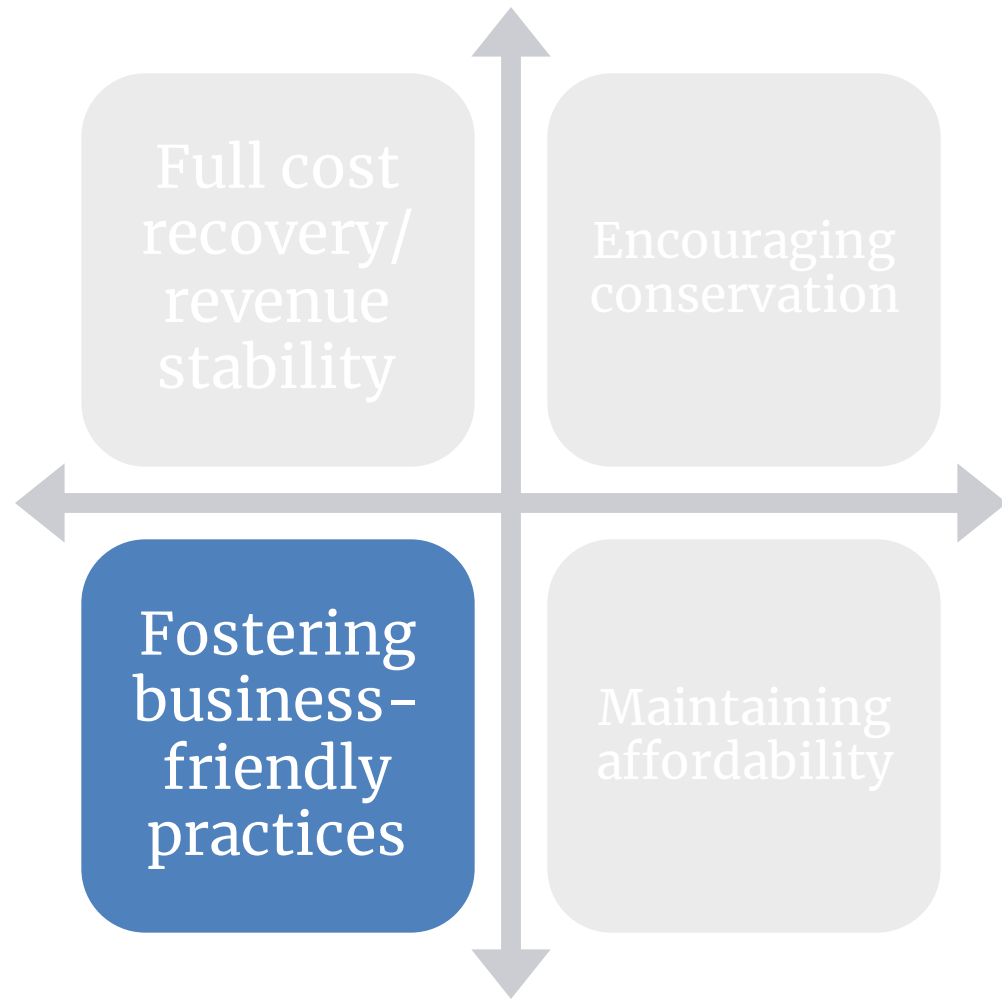 Full cost
recovery/
revenue
stability
Encouraging
conservation
Fostering
business-
friendly
practices
Maintaining
affordability